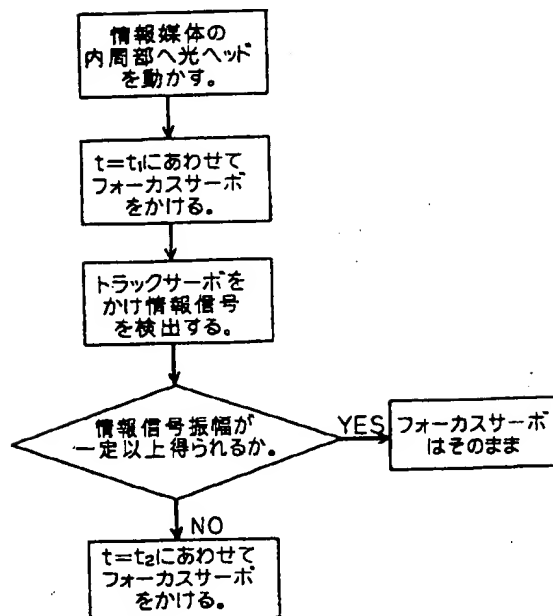 情報媒体の
内周部へ光ヘッド
を動かす。
t=t₁にあわせて
フォーカスサーボ
をかける。
トラックサーボを
かけ情報信号
を検出する。
情報信号振幅が
一定以上得られるか。
YES
フォーカスサーボ
はそのまま
NO
t=t₂にあわせて
フォーカスサーボ
をかける。